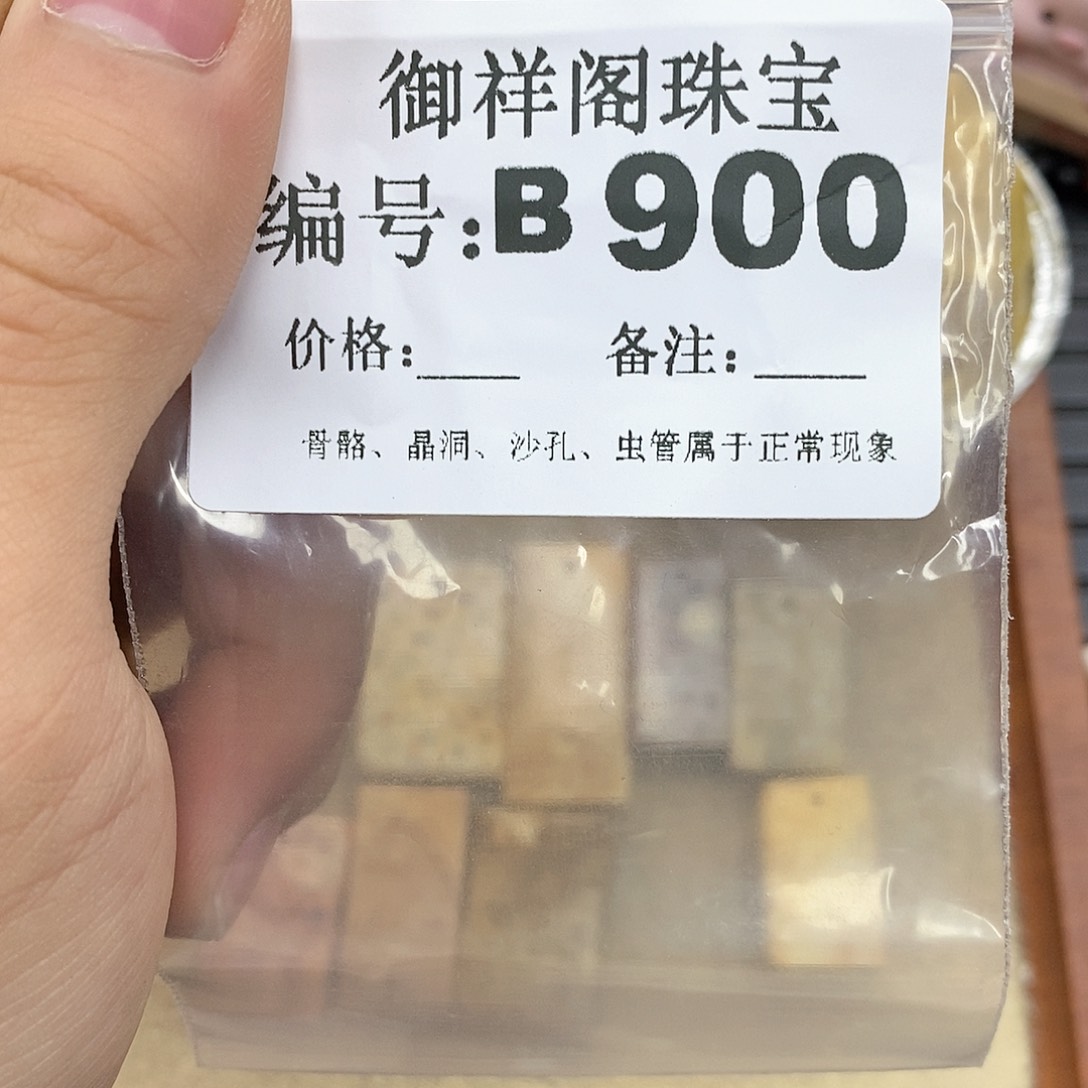 御祥阁珠宝
编号:B900
价格:____ 备注:____
骨骼、晶洞、沙孔、虫管属于正常现象